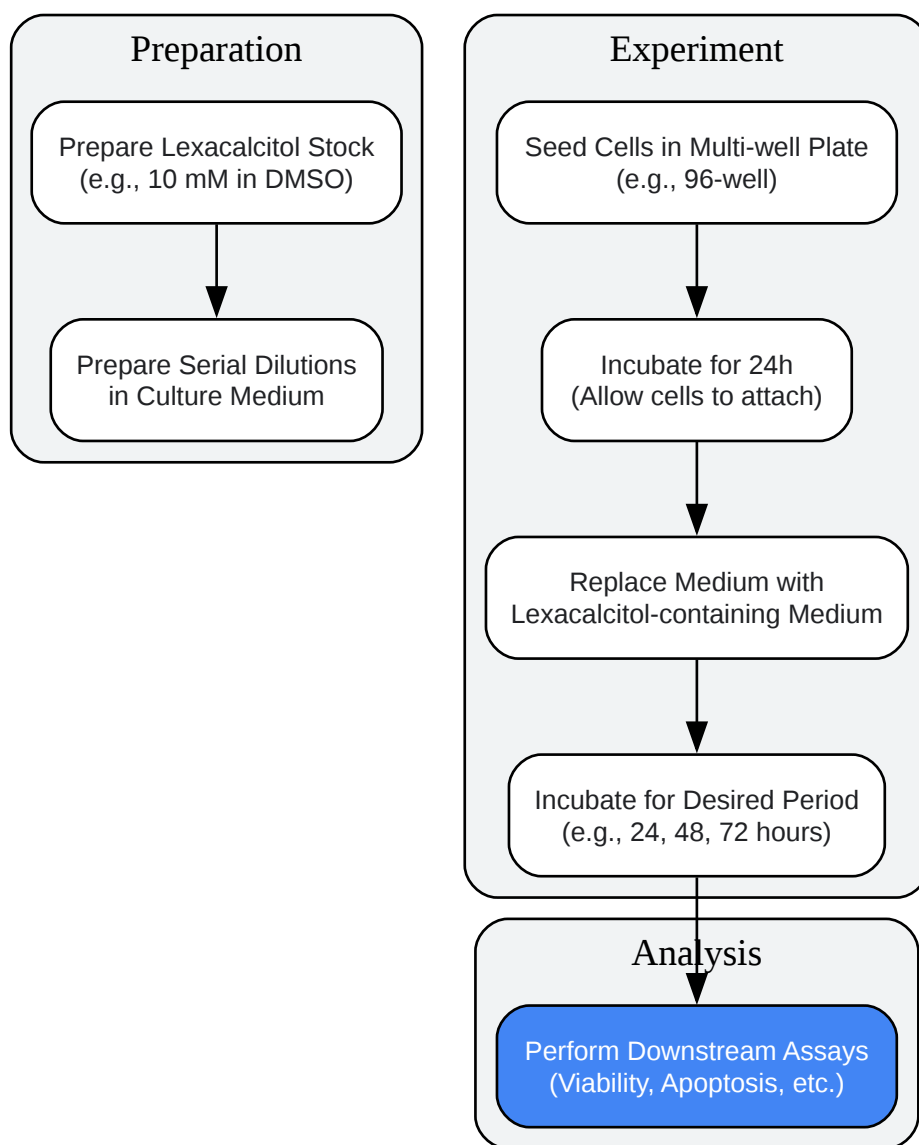 Preparation
Prepare Lexacalcitol Stock
(e.g., 10 mM in DMSO)
Prepare Serial Dilutions
in Culture Medium
Experiment
Seed Cells in Multi-well Plate
(e.g., 96-well)
Incubate for 24h
(Allow cells to attach)
Replace Medium with
Lexacalcitol-containing Medium
Incubate for Desired Period
(e.g., 24, 48, 72 hours)
Analysis
Perform Downstream Assays
(Viability, Apoptosis, etc.)